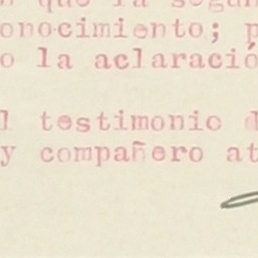 que la segun
onocimiento; p
o la aclaració
l testimonio d
y compañero at